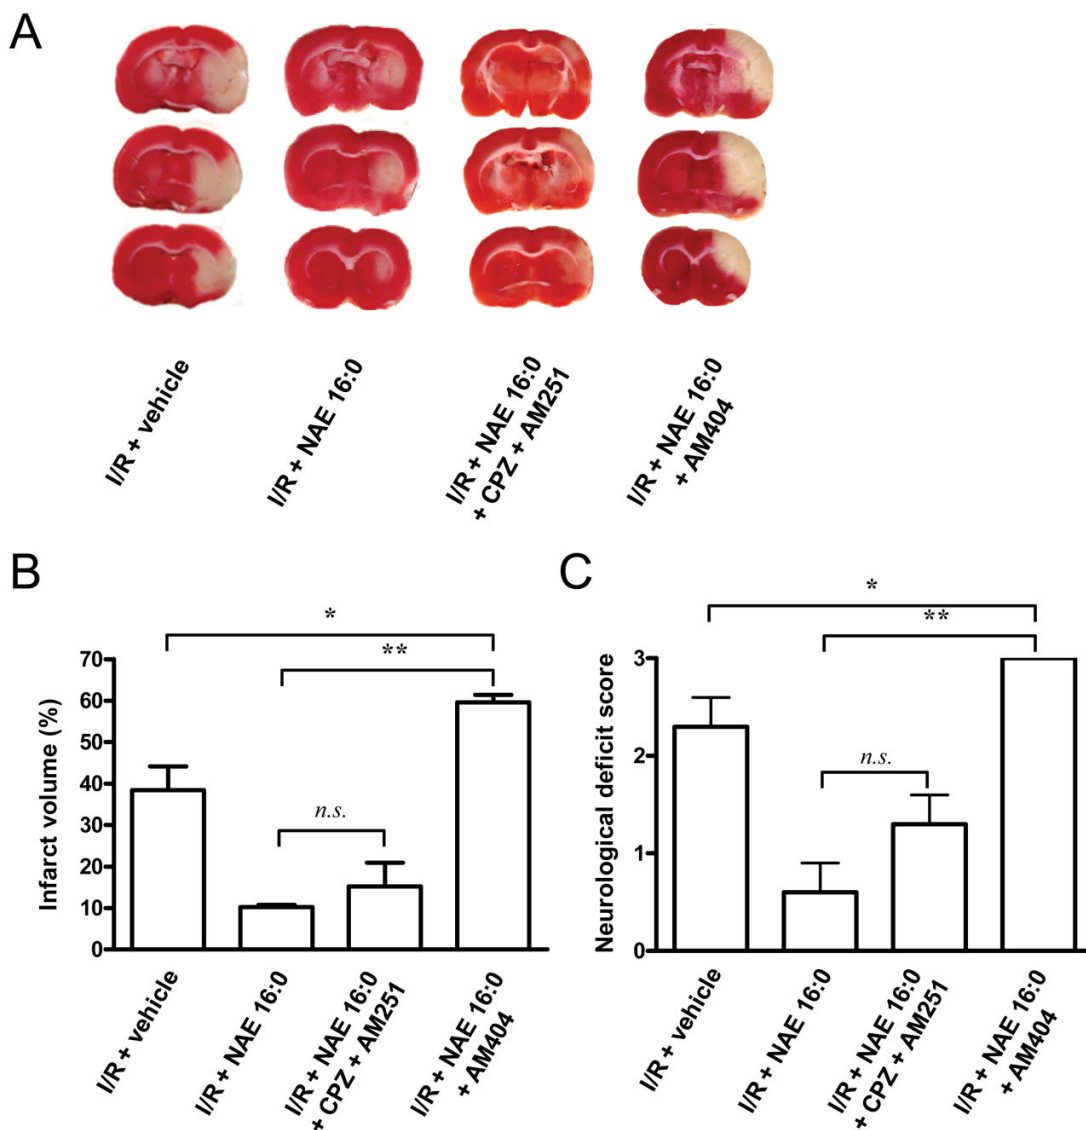 A
I/R + vehicle
I/R + NAE 16:0
I/R + NAE 16:0
+ CPZ + AM251
I/R + NAE 16:0
+ AM404
B
*
**
n.s.
Infarct volume (%)
70
60
50
40
30
20
10
0
I/R + vehicle
I/R + NAE 16:0
I/R + NAE 16:0
+ CPZ + AM251
I/R + NAE 16:0
+ AM404
C
*
**
n.s.
Neurological deficit score
3
2
1
0
I/R + vehicle
I/R + NAE 16:0
I/R + NAE 16:0
+ CPZ + AM251
I/R + NAE 16:0
+ AM404